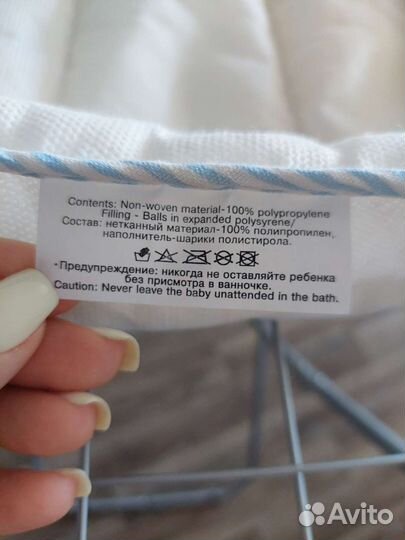 Contents: Non-woven material-100% polypropylene
Filling - Balls in expanded polysyrene/
Состав: нетканный материал-100% полипропилен,
наполнитель-шарики полистирола.
*Предупреждение: никогда не оставляйте ребенка
без присмотра в ванночке.
Caution: Never leave the baby unattended in the bath.
Avito